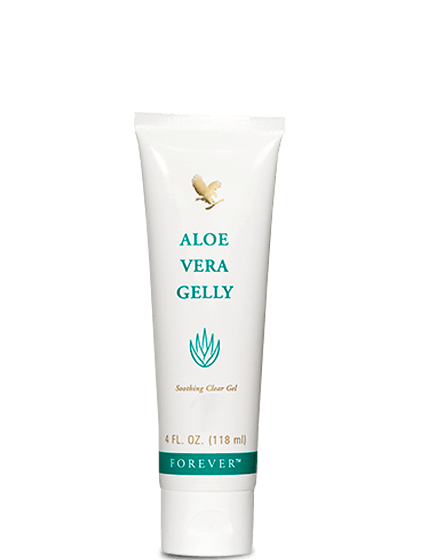 ALOE
VERA
GELLY
Soothing Clear Gel
4 FL. OZ. (118 ml)
FOREVER™